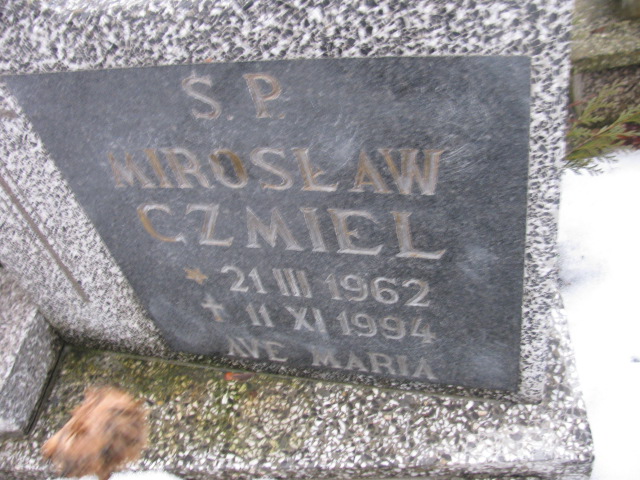 Ś.P.
MIROSŁAW
CZMIEL
21 III 1962
11 XI 1994
AVE MARIA